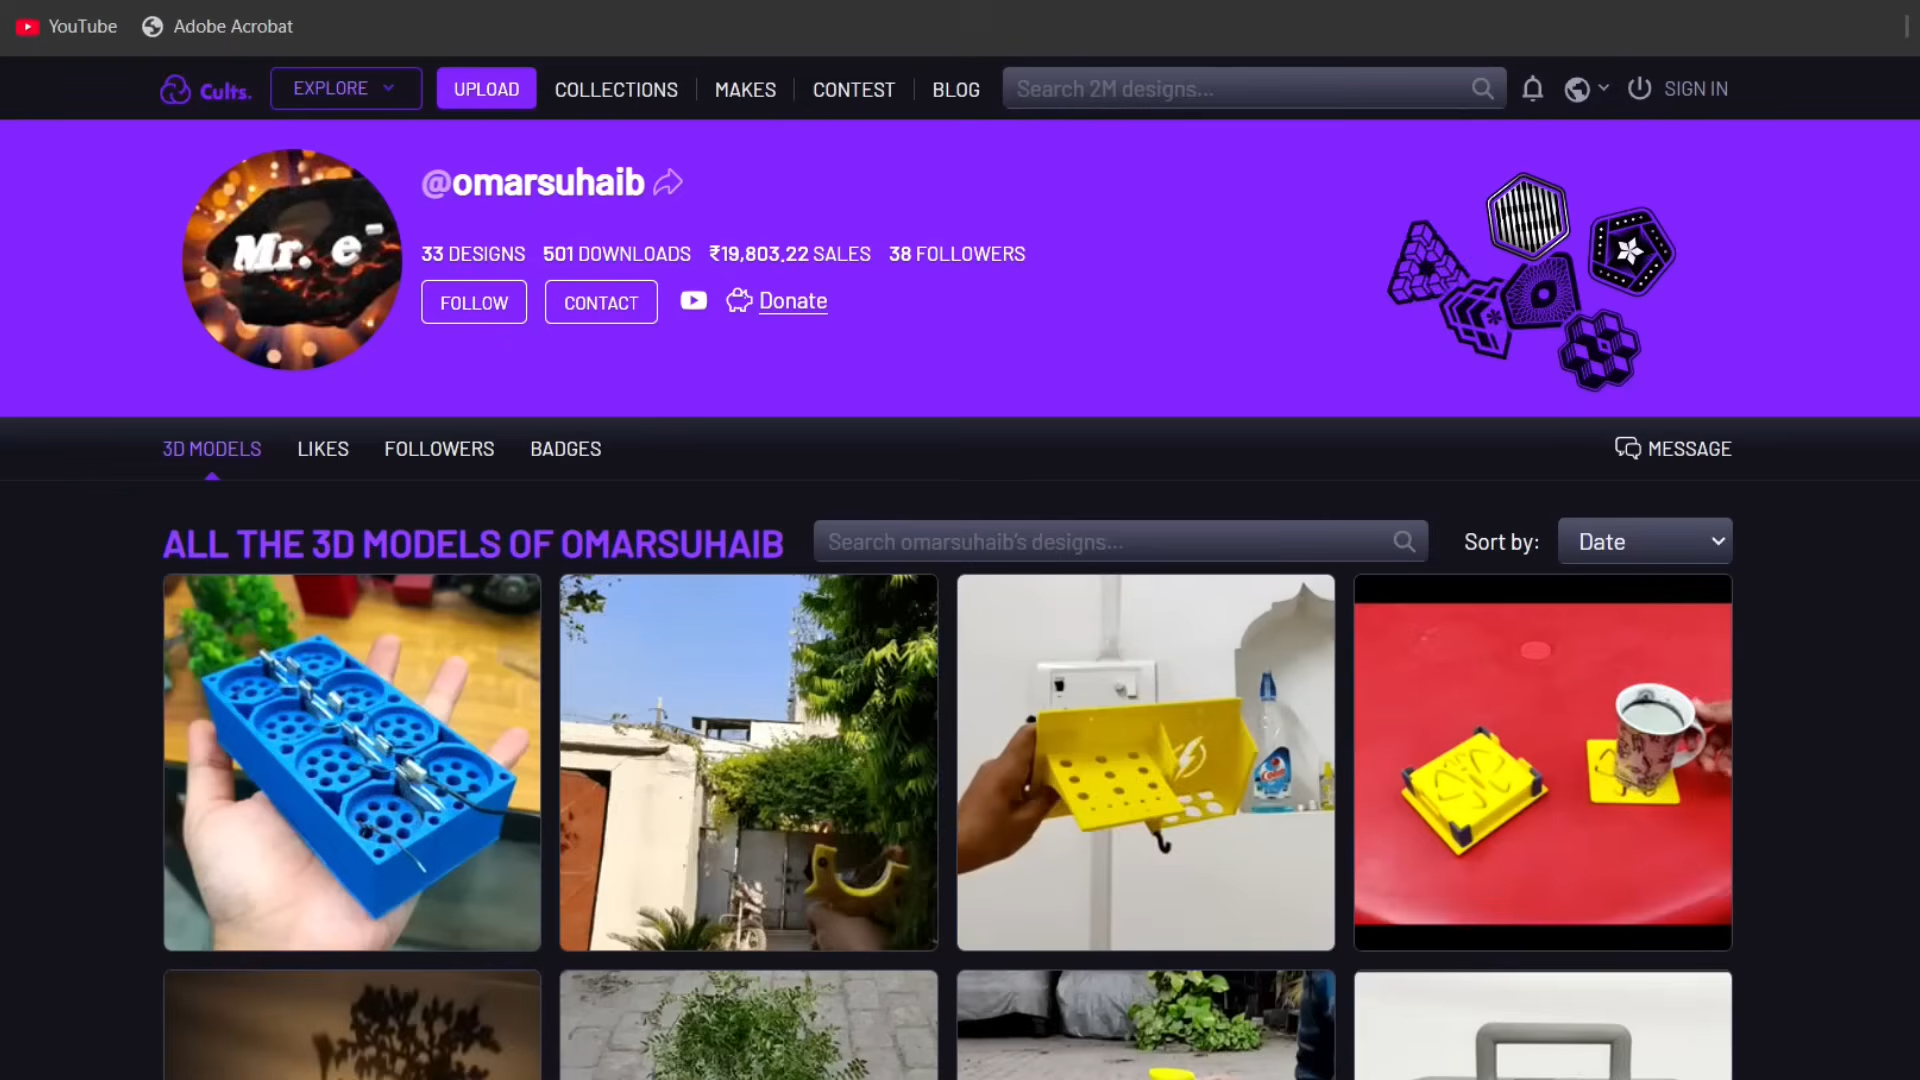 YouTube Adobe Acrobat
Cults. EXPLORE UPLOAD COLLECTIONS MAKES CONTEST BLOG Search 2M designs... SIGN IN
@omarsuhaib
33 DESIGNS 501 DOWNLOADS ₹19,803.22 SALES 38 FOLLOWERS
FOLLOW CONTACT Donate
Mr. e-
3D MODELS LIKES FOLLOWERS BADGES MESSAGE
ALL THE 3D MODELS OF OMARSUHAIB Search omarsuhaib's designs... Sort by: Date